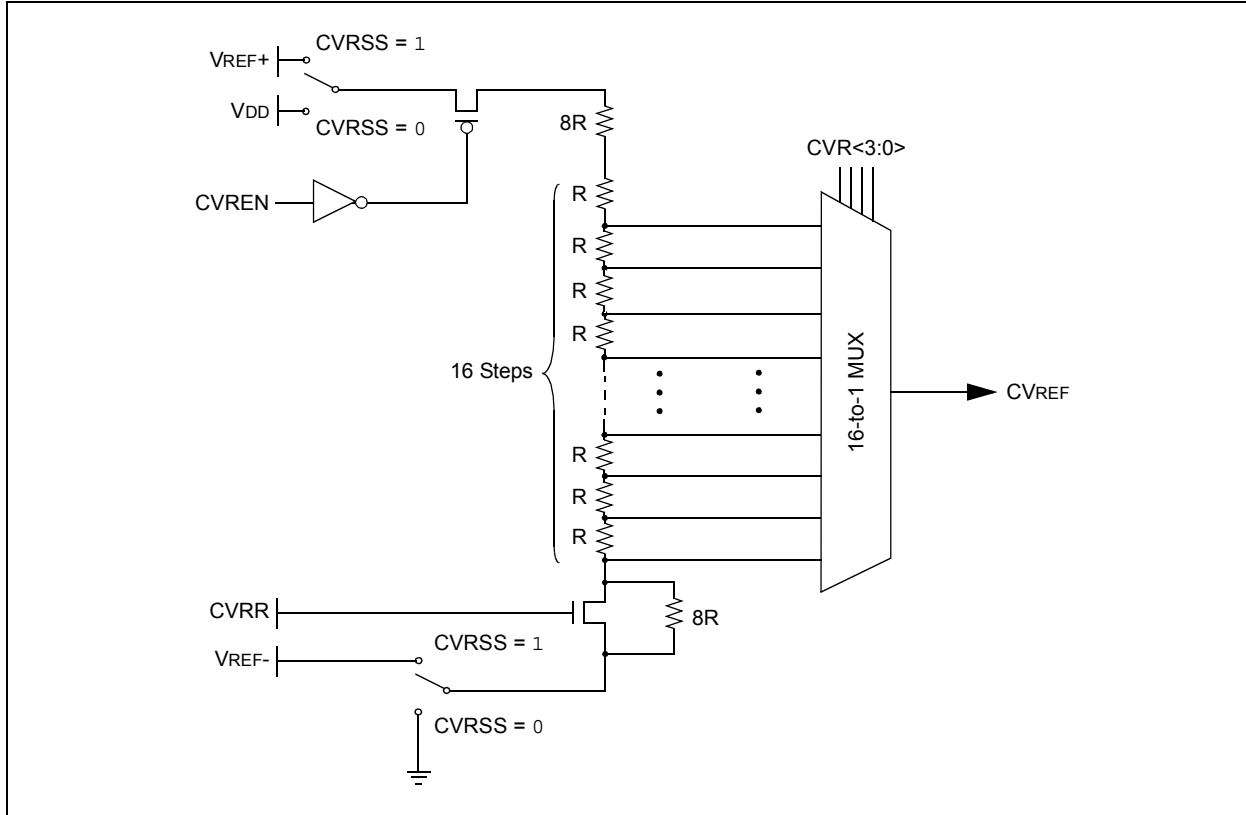 CVRSS = 1
VREF+
VDD
CVRSS = 0
8R
CVR<3:0>
CVREN
R
R
R
R
16 Steps
16-to-1 MUX
CVREF
R
R
R
CVRR
8R
CVRSS = 1
VREF-
CVRSS = 0